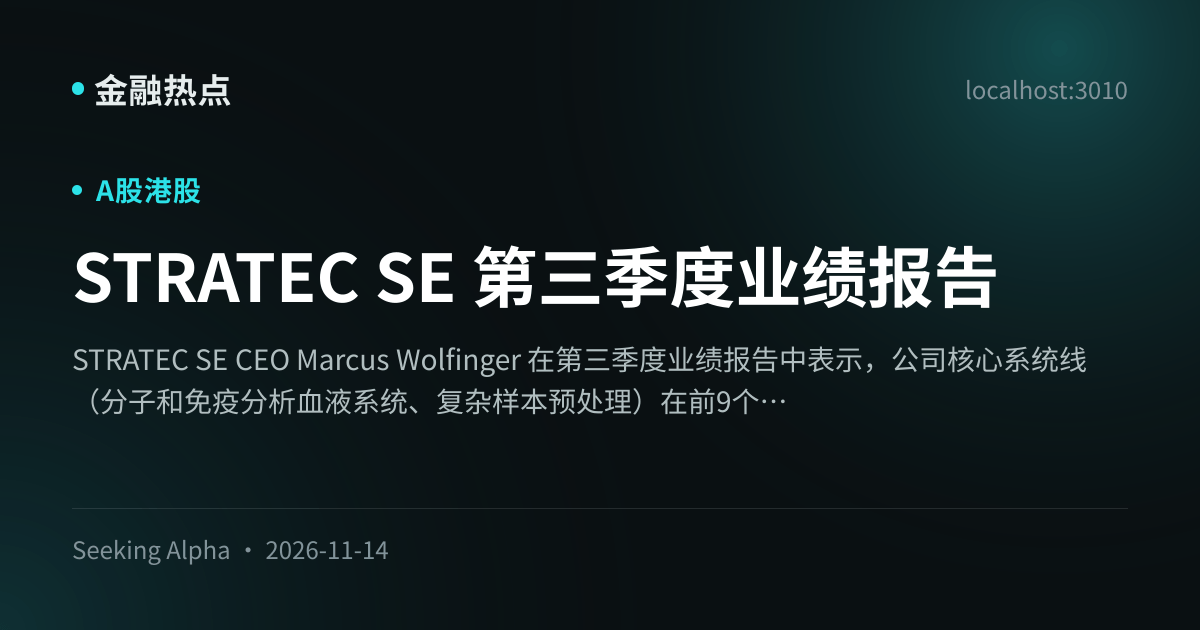 金融热点
localhost:3010
A股港股
STRATEC SE 第三季度业绩报告
STRATEC SE CEO Marcus Wolfinger 在第三季度业绩报告中表示，公司核心系统线
（分子和免疫分析血液系统、复杂样本预处理）在前9个…
Seeking Alpha · 2026-11-14